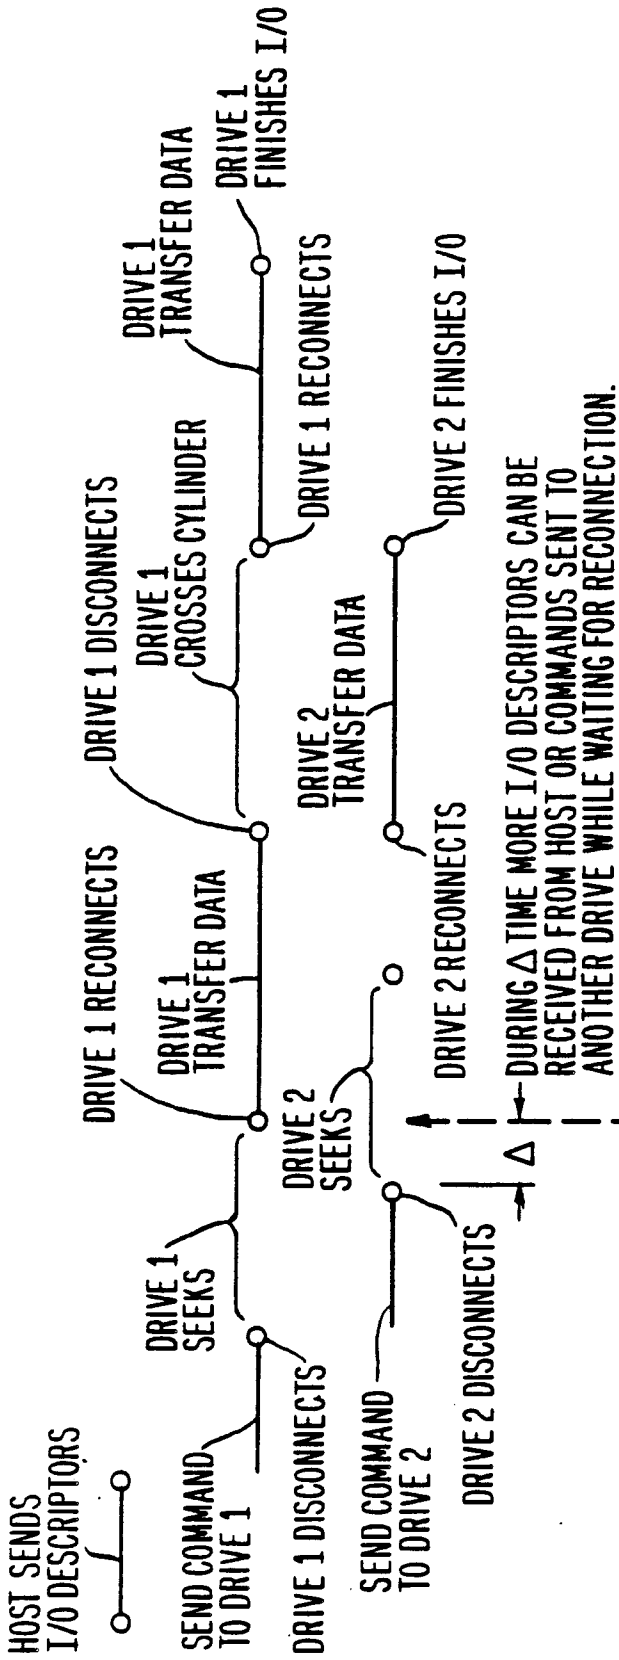 HOST SENDS
I/O DESCRIPTORS
SEND COMMAND
TO DRIVE 1
DRIVE 1 DISCONNECTS
DRIVE 1
SEEKS
DRIVE 1 RECONNECTS
DRIVE 1
TRANSFER DATA
DRIVE 1 DISCONNECTS
DRIVE 1
CROSSES CYLINDER
DRIVE 1 RECONNECTS
DRIVE 1
TRANSFER DATA
DRIVE 1
FINISHES I/O
SEND COMMAND
TO DRIVE 2
DRIVE 2 DISCONNECTS
DRIVE 2
SEEKS
DRIVE 2 RECONNECTS
DRIVE 2
TRANSFER DATA
DRIVE 2 FINISHES I/O
Δ
DURING Δ TIME MORE I/O DESCRIPTORS CAN BE
RECEIVED FROM HOST OR COMMANDS SENT TO
ANOTHER DRIVE WHILE WAITING FOR RECONNECTION.